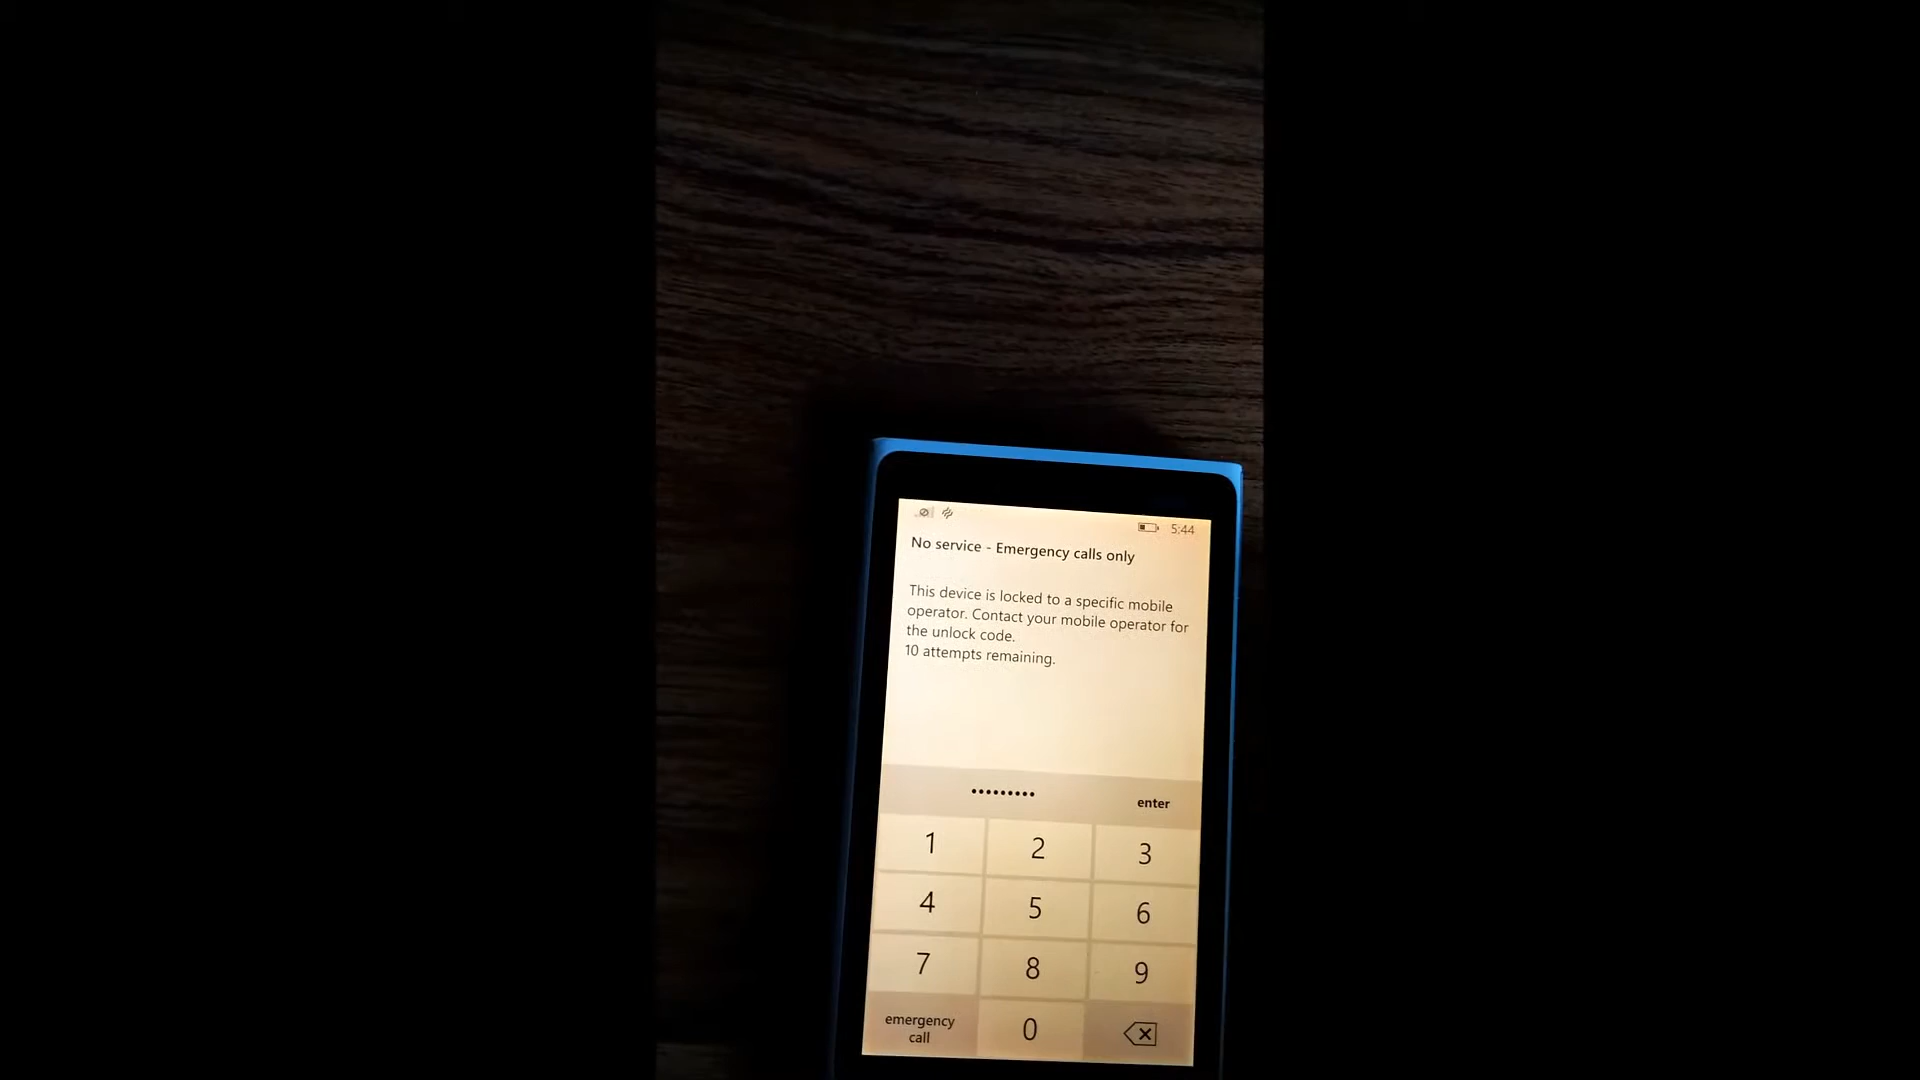 5:44
No service - Emergency calls only
This device is locked to a specific mobile
operator. Contact your mobile operator for
the unlock code.
10 attempts remaining.
•••••••••
enter
1 2 3
4 5 6
7 8 9
emergency
call
0